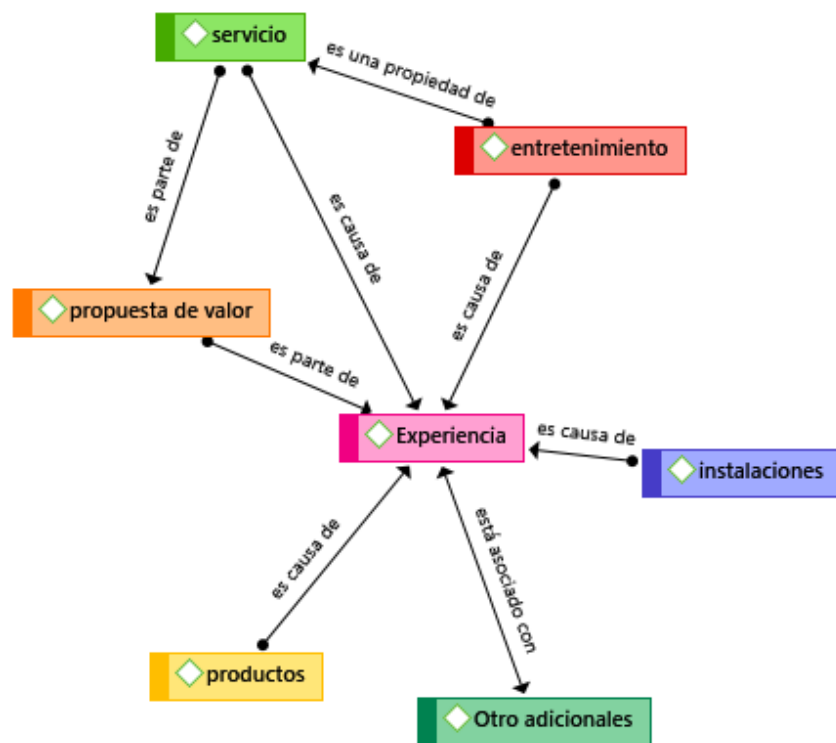 servicio
es una propiedad de
entretenimiento
es parte de
es causa de
es causa de
propuesta de valor
es parte de
Experiencia
es causa de
instalaciones
es causa de
está asociado con
productos
Otro adicionales